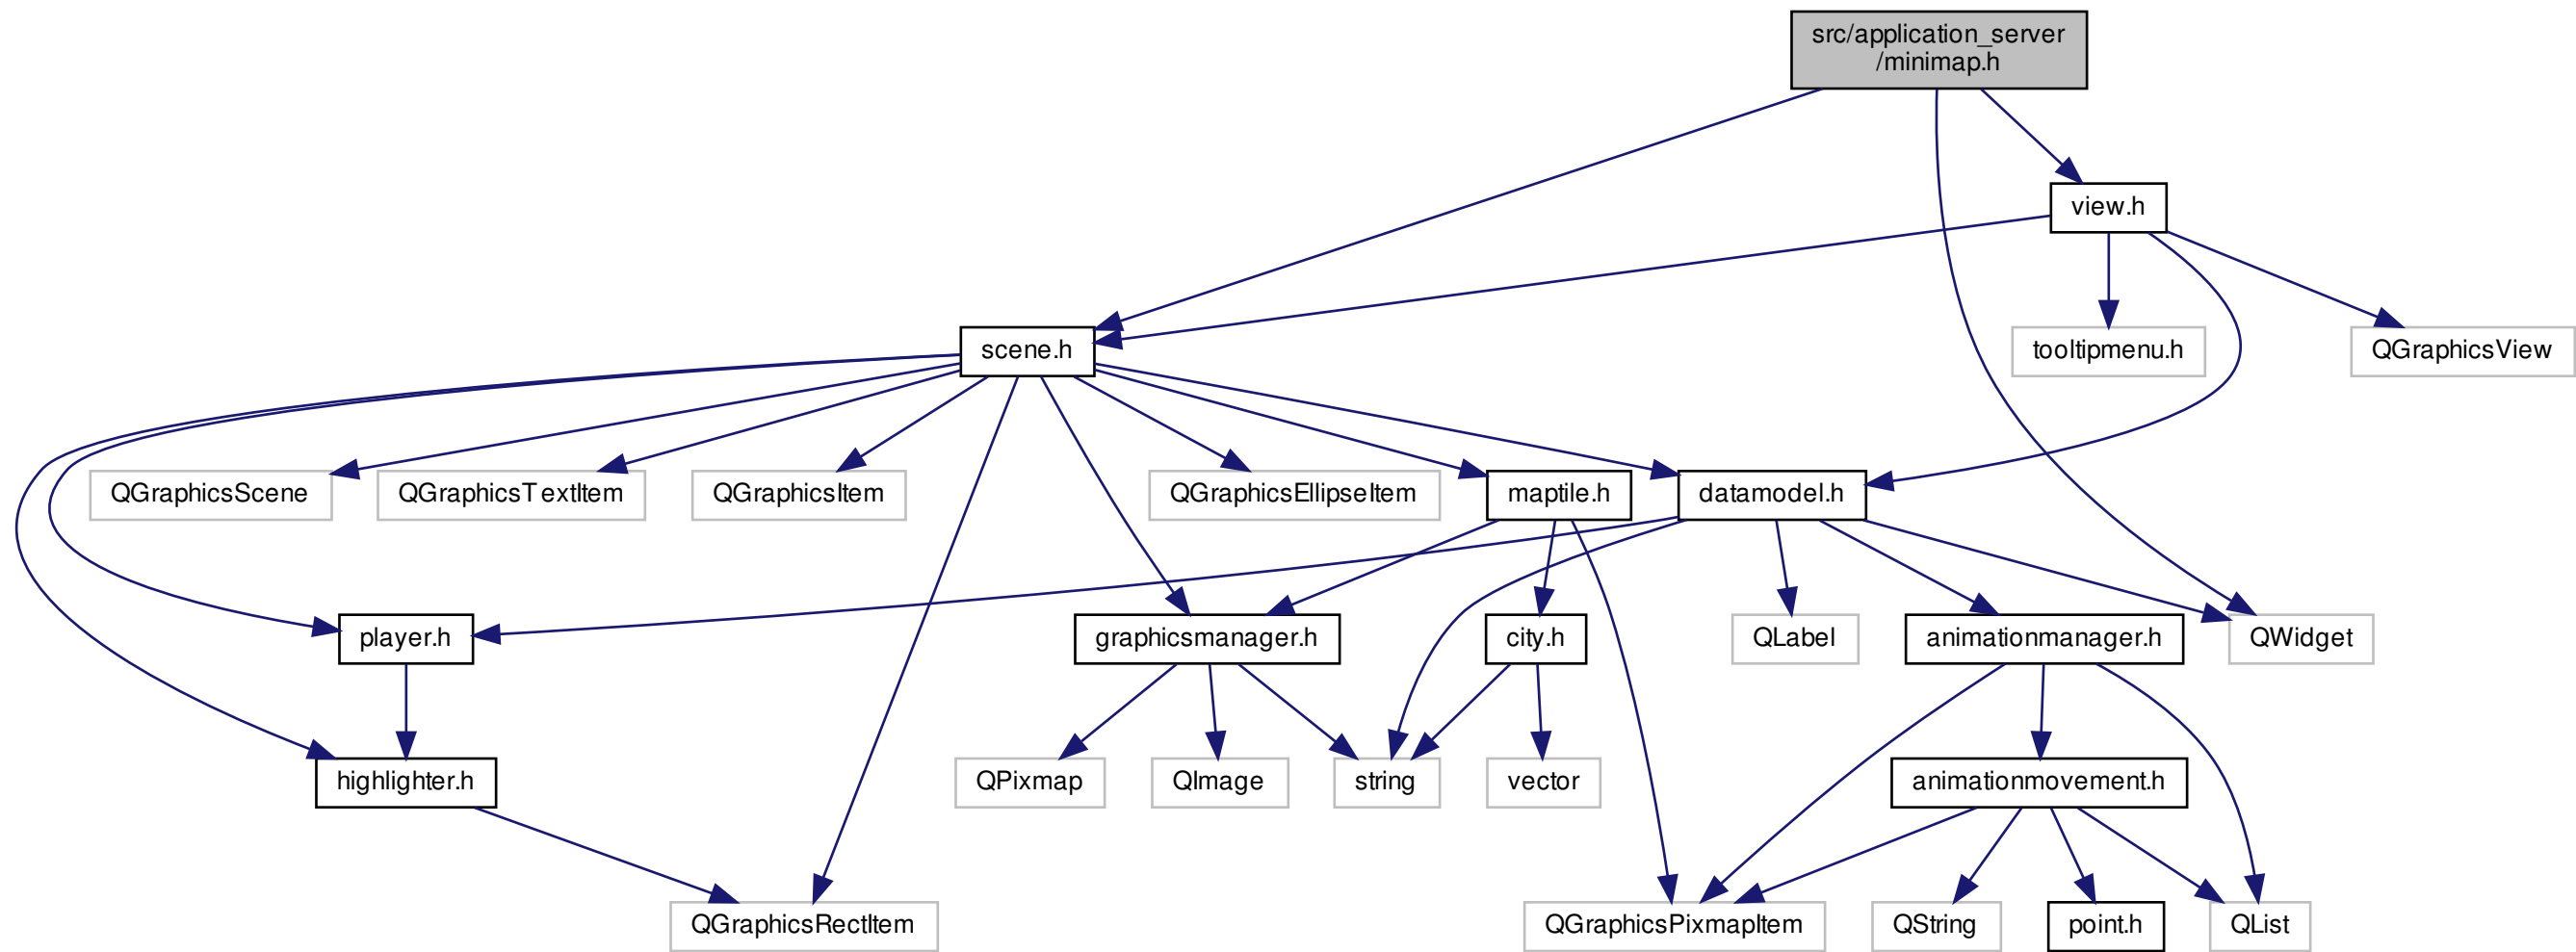 src/application_server
/minimap.h
view.h
scene.h
tooltipmenu.h
QGraphicsView
QGraphicsScene
QGraphicsTextItem
QGraphicsItem
QGraphicsEllipseItem
maptile.h
datamodel.h
player.h
graphicsmanager.h
city.h
QLabel
animationmanager.h
QWidget
highlighter.h
QPixmap
QImage
string
vector
animationmovement.h
QGraphicsRectItem
QGraphicsPixmapItem
QString
point.h
QList